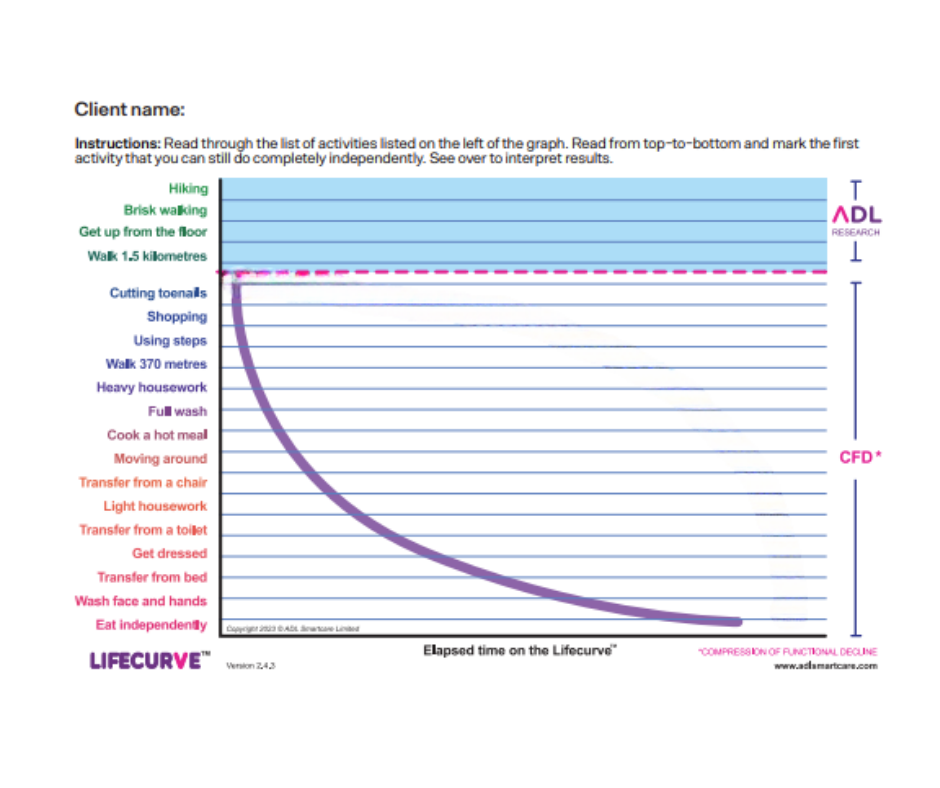 Client name:
Instructions: Read through the list of activities listed on the left of the graph. Read from top-to-bottom and mark the first
activity that you can still do completely independently. See over to interpret results.
Hiking
Brisk walking
Get up from the floor
Walk 1.5 kilometres
ADL
RESEARCH
Cutting toenails
Shopping
Using steps
Walk 370 metres
Heavy housework
Full wash
Cook a hot meal
Moving around
CFD*
Transfer from a chair
Light housework
Transfer from a toilet
Get dressed
Transfer from bed
Wash face and hands
Eat independently
Copyright 2023 © ADL Smartcare Limited
LIFECURVE™
Version 2.4.3
Elapsed time on the Lifecurve™
*COMPRESSION OF FUNCTIONAL DECLINE
www.adlsmartcare.com